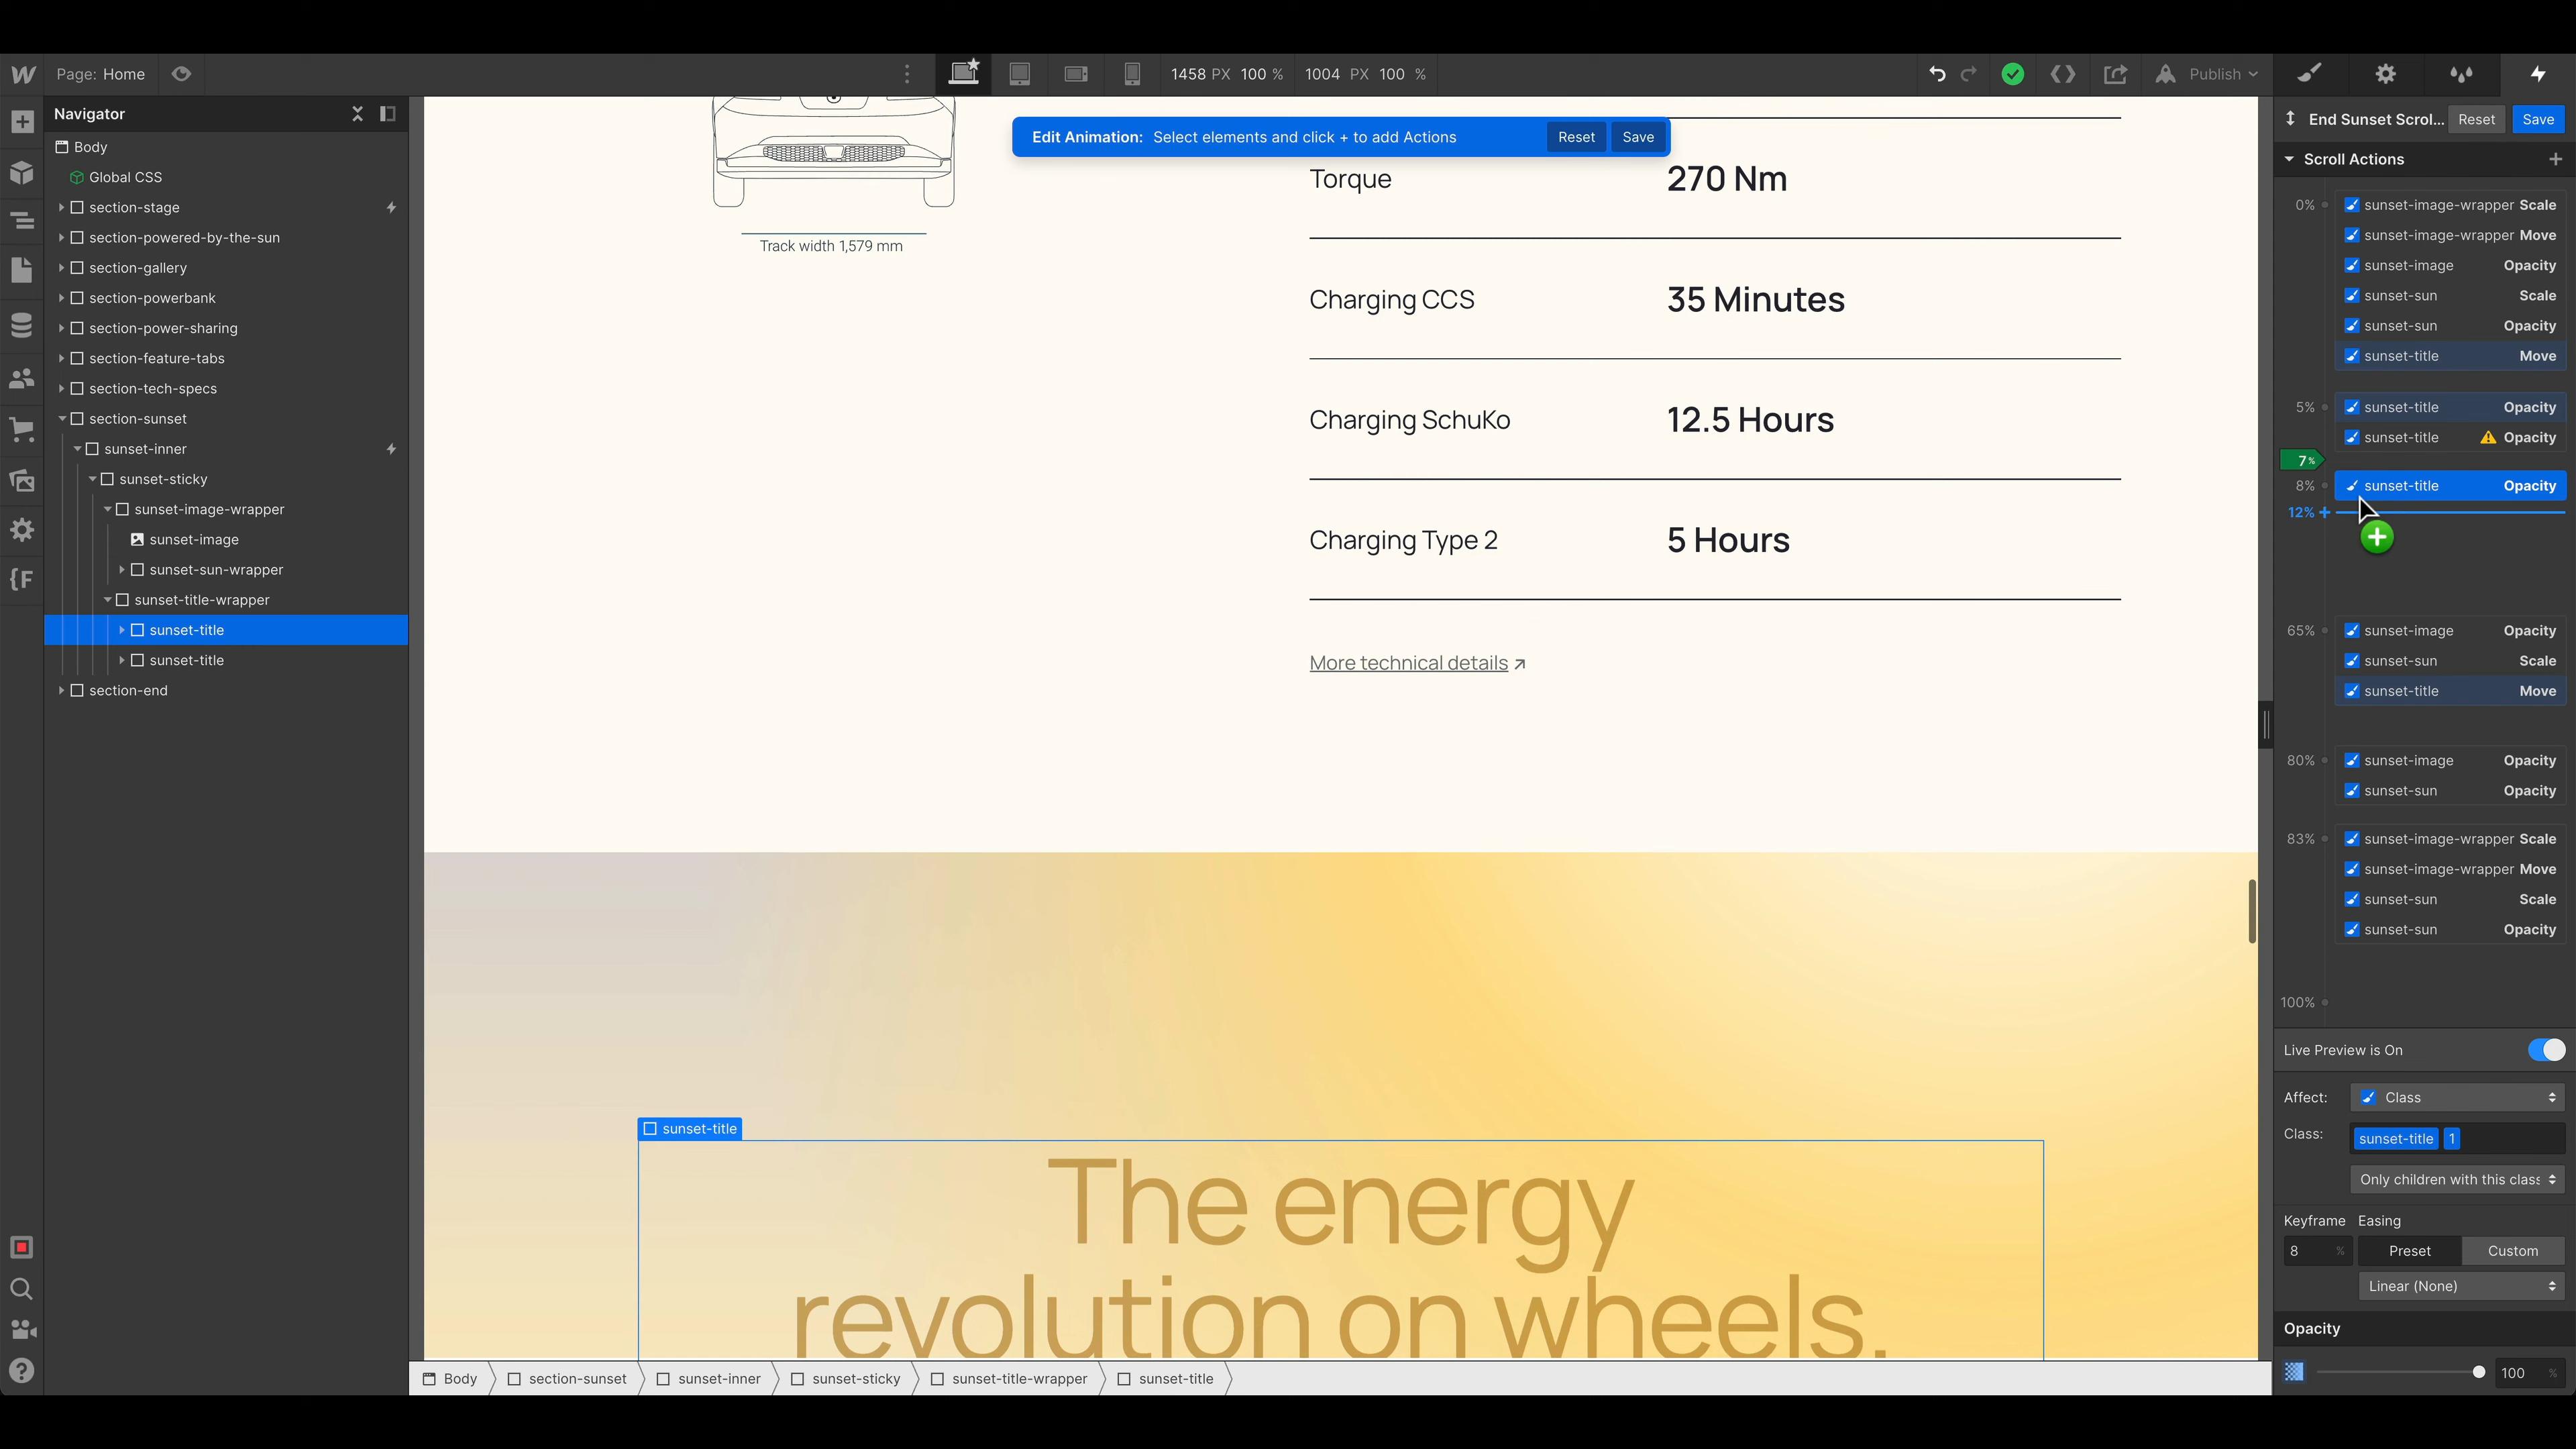 Page: Home
1458 PX 100 %
1004 PX 100 %
Publish
Navigator
Body
Global CSS
section-stage
section-powered-by-the-sun
section-gallery
section-powerbank
section-power-sharing
section-feature-tabs
section-tech-specs
section-sunset
sunset-inner
sunset-sticky
sunset-image-wrapper
sunset-image
sunset-sun-wrapper
sunset-title-wrapper
sunset-title
sunset-title
section-end
Edit Animation: Select elements and click + to add Actions
Reset
Save
Track width 1,579 mm
Torque 270 Nm
Charging CCS 35 Minutes
Charging SchuKo 12.5 Hours
Charging Type 2 5 Hours
More technical details
sunset-title
The energy
revolution on wheels.
Body section-sunset sunset-inner sunset-sticky sunset-title-wrapper sunset-title
End Sunset Scrol... Reset Save
Scroll Actions
0% sunset-image-wrapper Scale
sunset-image-wrapper Move
sunset-image Opacity
sunset-sun Scale
sunset-sun Opacity
sunset-title Move
5% sunset-title Opacity
sunset-title Opacity
7%
8% sunset-title Opacity
12%
65% sunset-image Opacity
sunset-sun Scale
sunset-title Move
80% sunset-image Opacity
sunset-sun Opacity
83% sunset-image-wrapper Scale
sunset-image-wrapper Move
sunset-sun Scale
sunset-sun Opacity
100%
Live Preview is On
Affect: Class
Class: sunset-title 1
Only children with this class
Keyframe Easing
8 % Preset Custom
Linear (None)
Opacity
100 %